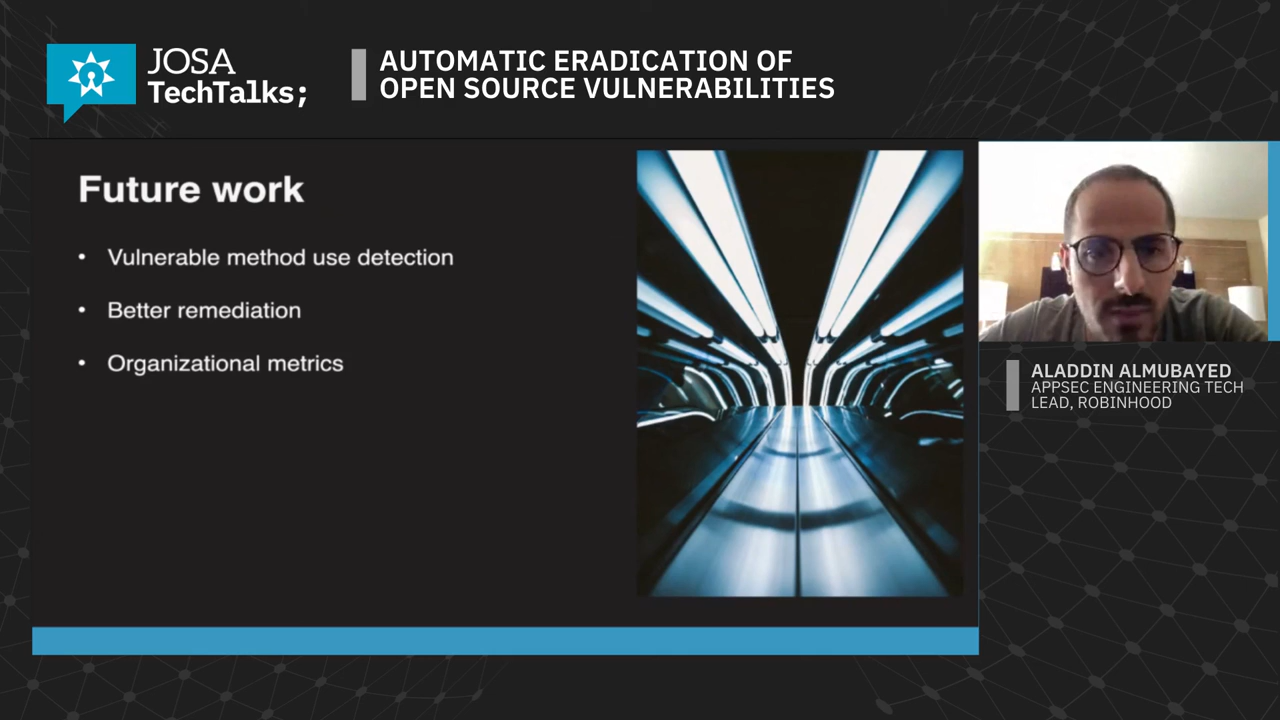 JOSA
TechTalks;
AUTOMATIC ERADICATION OF
OPEN SOURCE VULNERABILITIES
Future work
• Vulnerable method use detection
• Better remediation
• Organizational metrics
ALADDIN ALMUBAYED
APPSEC ENGINEERING TECH
LEAD, ROBINHOOD